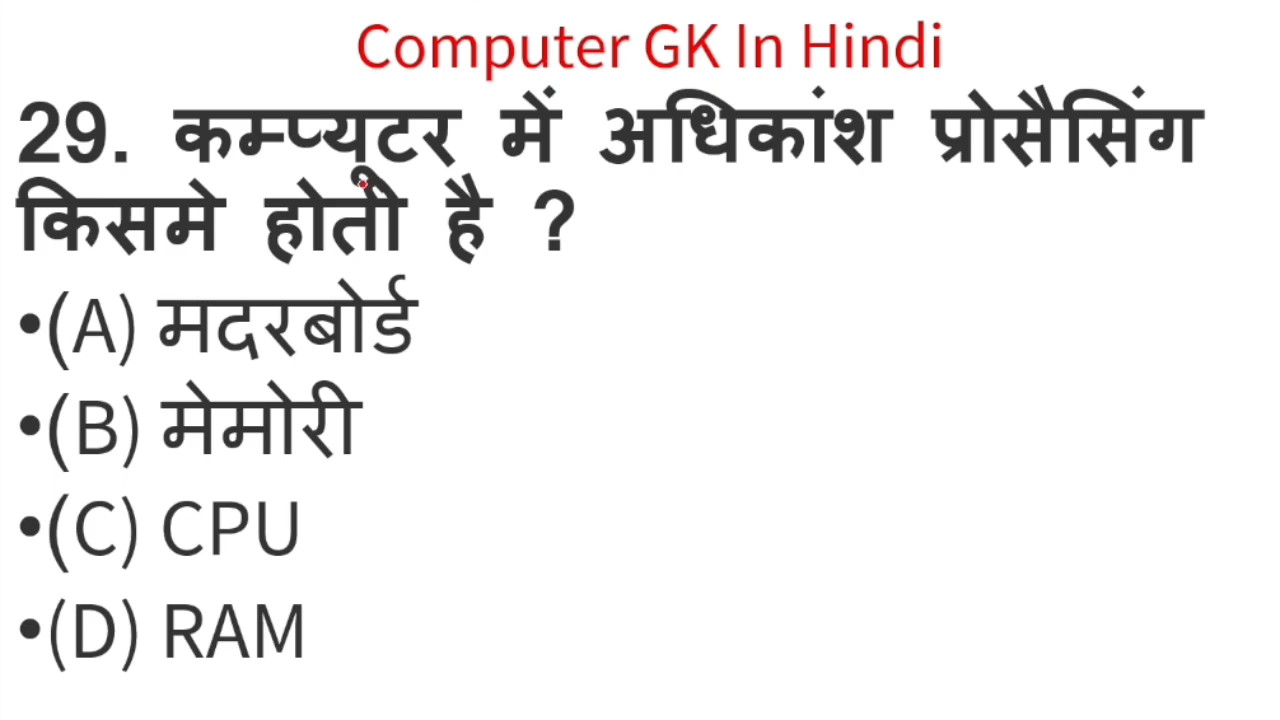 Computer GK In Hindi
29. कम्प्यूटर में अधिकांश प्रोसैसिंग
किसमे होती है ?
•(A) मदरबोर्ड
•(B) मेमोरी
•(C) CPU
•(D) RAM